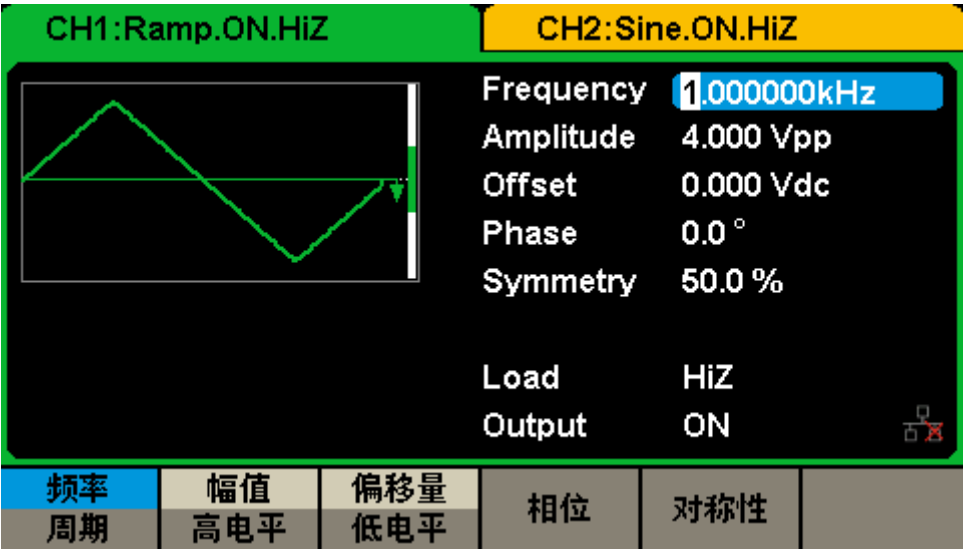 CH1:Ramp.ON.HiZ
CH2:Sine.ON.HiZ
Frequency 1.000000kHz
Amplitude 4.000 Vpp
Offset 0.000 Vdc
Phase 0.0 °
Symmetry 50.0 %
Load HiZ
Output ON
频率 幅值 偏移量 相位 对称性
周期 高电平 低电平